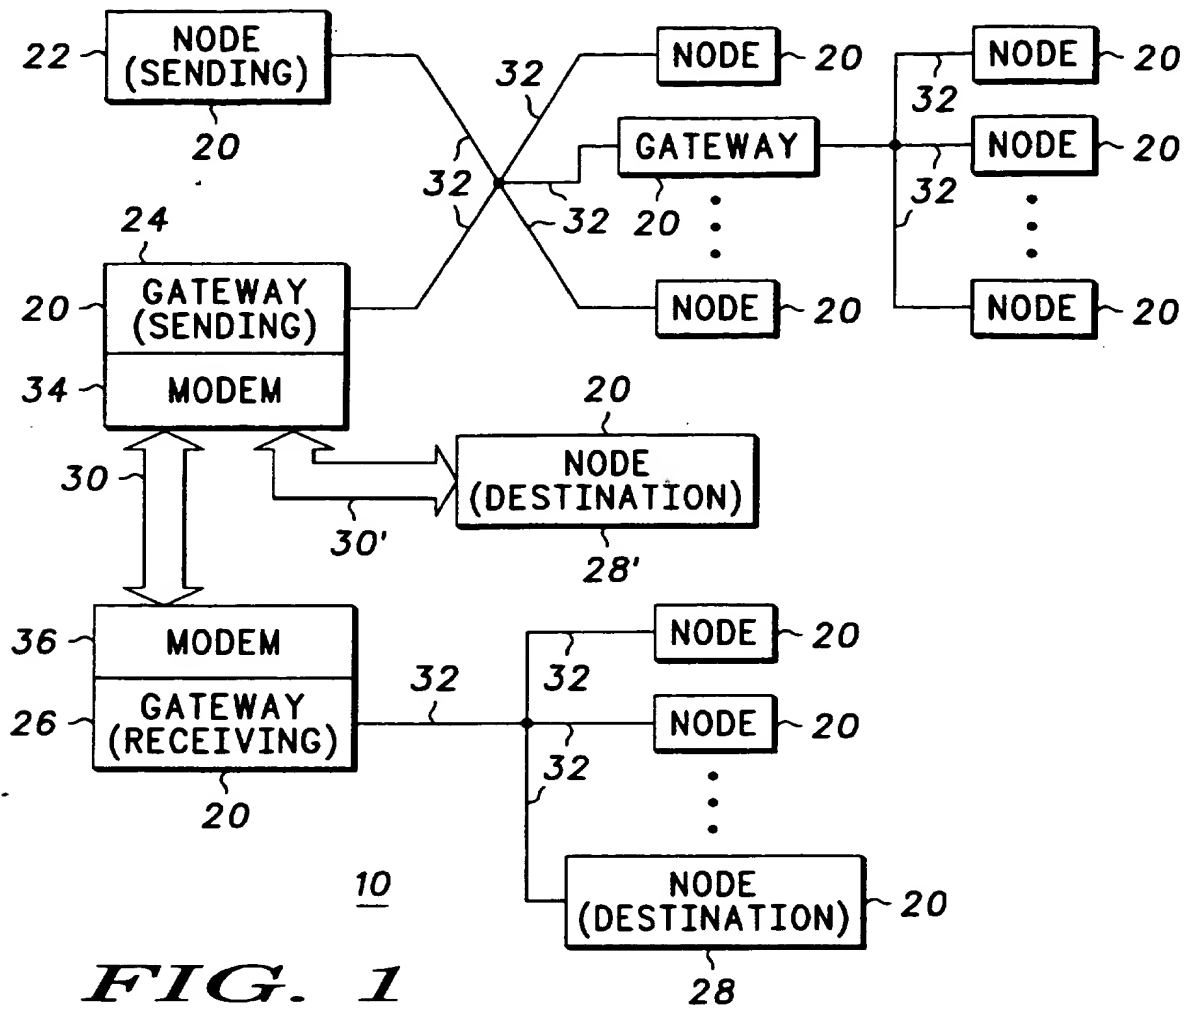 22
NODE
(SENDING)
20
32
NODE
20
32
NODE
20
GATEWAY
20
32
32
NODE
20
32
32
32
NODE
20
24
20
GATEWAY
(SENDING)
34
MODEM
NODE
20
NODE
20
30
30'
20
NODE
(DESTINATION)
28'
36
MODEM
26
GATEWAY
(RECEIVING)
20
32
32
NODE
20
32
NODE
20
NODE
(DESTINATION)
20
28
10
FIG. 1